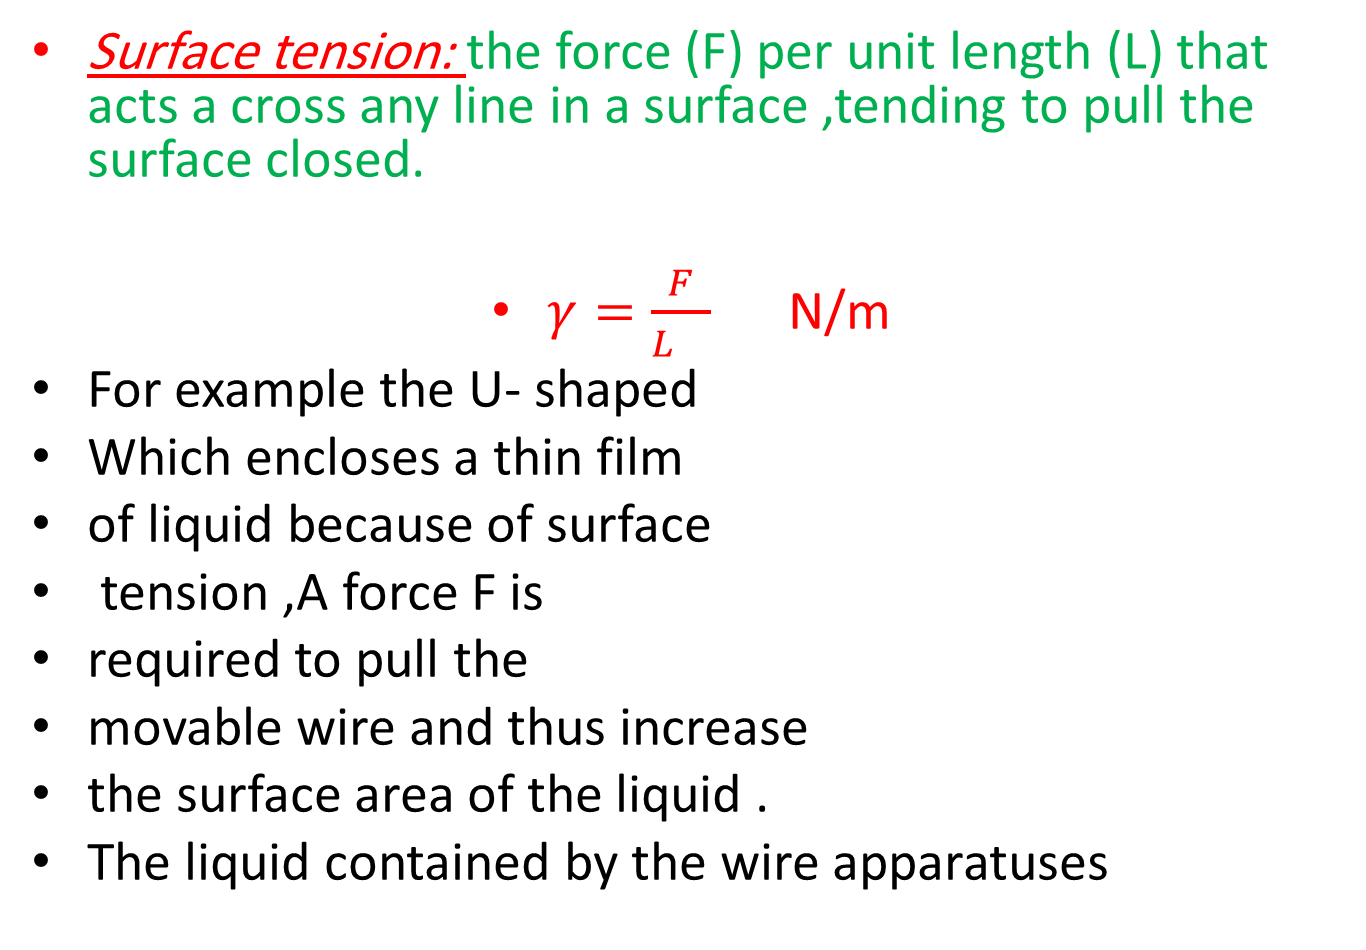 • Surface tension: the force (F) per unit length (L) that
acts a cross any line in a surface ,tending to pull the
surface closed.
• γ = F/L N/m
• For example the U- shaped
• Which encloses a thin film
• of liquid because of surface
• tension ,A force F is
• required to pull the
• movable wire and thus increase
• the surface area of the liquid .
• The liquid contained by the wire apparatuses